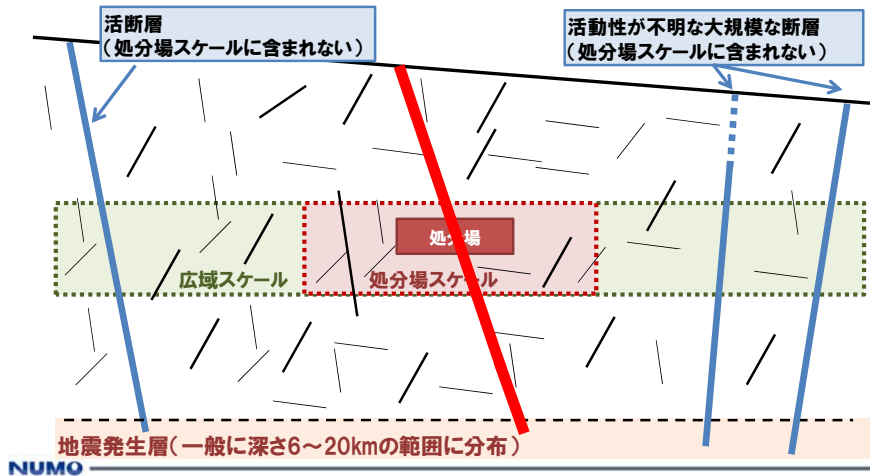 活断層
（処分場スケールに含まれない）
活動性が不明な大規模な断層
（処分場スケールに含まれない）
処分場
広域スケール
処分場スケール
地震発生層（一般に深さ6～20kmの範囲に分布）
NUMO